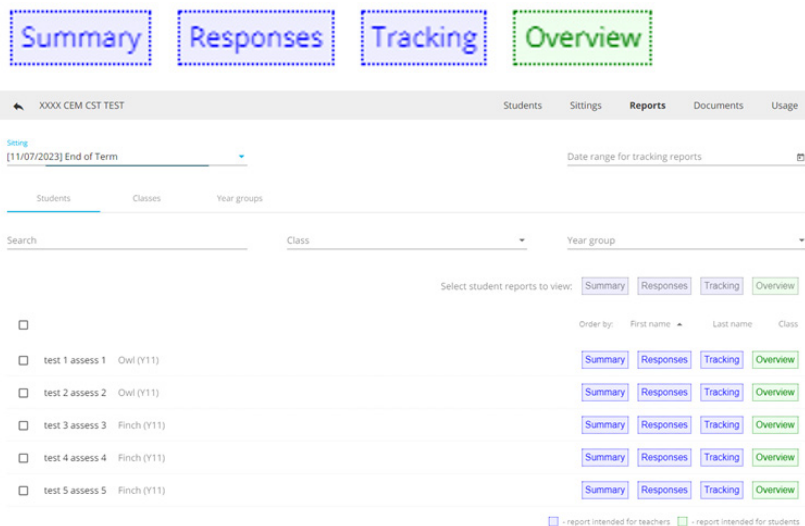 Summary Responses Tracking Overview
XXXX CEM CST TEST Students Sittings Reports Documents Usage
Sitting
[11/07/2023] End of Term
Date range for tracking reports
Students Classes Year groups
Search Class Year group
Select student reports to view: Summary Responses Tracking Overview
Order by: First name Last name Class
test 1 assess 1 Owl (Y11) Summary Responses Tracking Overview
test 2 assess 2 Owl (Y11) Summary Responses Tracking Overview
test 3 assess 3 Finch (Y11) Summary Responses Tracking Overview
test 4 assess 4 Finch (Y11) Summary Responses Tracking Overview
test 5 assess 5 Finch (Y11) Summary Responses Tracking Overview
- report intended for teachers - report intended for students